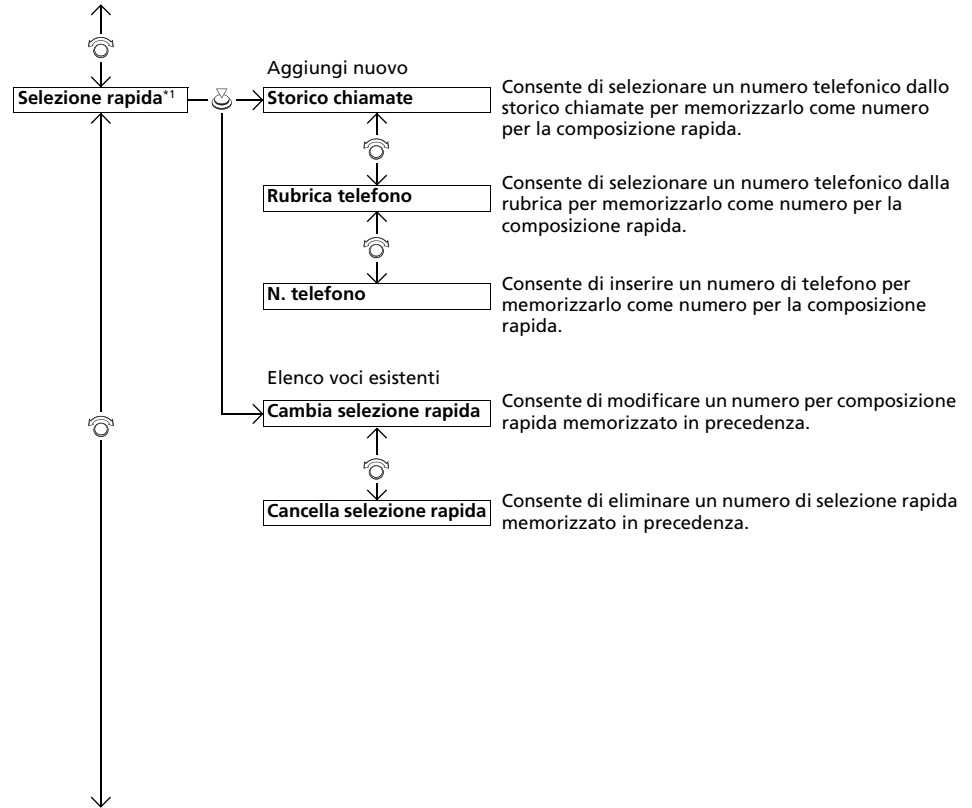 Aggiungi nuovo
Selezione rapida*1
Storico chiamate
Consente di selezionare un numero telefonico dallo
storico chiamate per memorizzarlo come numero
per la composizione rapida.
Rubrica telefono
Consente di selezionare un numero telefonico dalla
rubrica per memorizzarlo come numero per la
composizione rapida.
N. telefono
Consente di inserire un numero di telefono per
memorizzarlo come numero per la composizione
rapida.
Elenco voci esistenti
Cambia selezione rapida
Consente di modificare un numero per composizione
rapida memorizzato in precedenza.
Cancella selezione rapida
Consente di eliminare un numero di selezione rapida
memorizzato in precedenza.